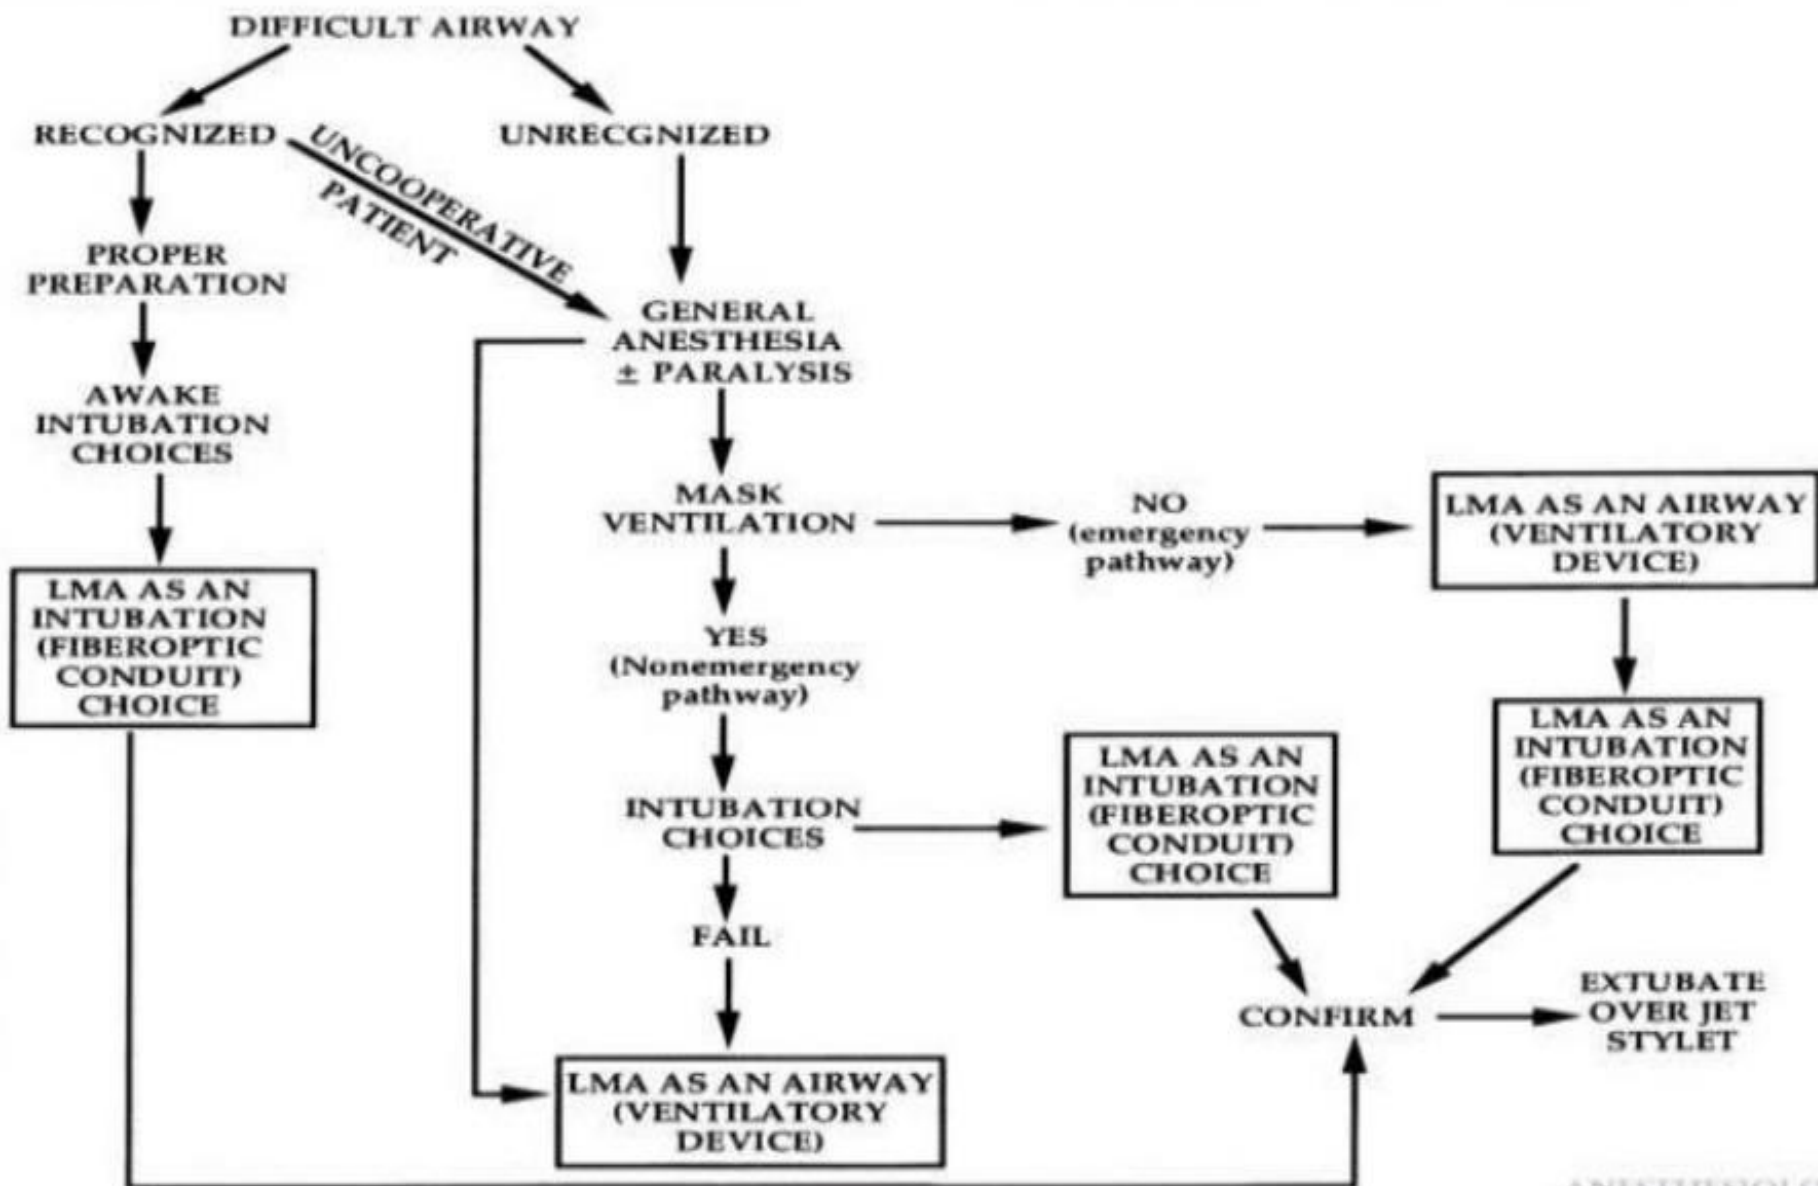 DIFFICULT AIRWAY
RECOGNIZED
UNCOOPERATIVE
PATIENT
UNRECGNIZED
PROPER
PREPARATION
GENERAL
ANESTHESIA
± PARALYSIS
AWAKE
INTUBATION
CHOICES
MASK
VENTILATION
NO
(emergency
pathway)
LMA AS AN AIRWAY
(VENTILATORY
DEVICE)
LMA AS AN
INTUBATION
(FIBEROPTIC
CONDUIT)
CHOICE
YES
(Nonemergency
pathway)
LMA AS AN
INTUBATION
(FIBEROPTIC
CONDUIT)
CHOICE
LMA AS AN
INTUBATION
(FIBEROPTIC
CONDUIT)
CHOICE
INTUBATION
CHOICES
FAIL
CONFIRM
EXTUBATE
OVER JET
STYLET
LMA AS AN AIRWAY
(VENTILATORY
DEVICE)